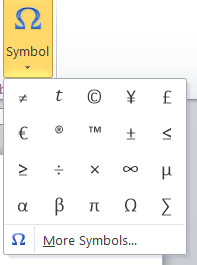 Ω
Symbol
≠ t © ¥ £
€ ® ™ ± ≤
≥ ÷ × ∞ µ
α β π Ω ∑
Ω More Symbols...